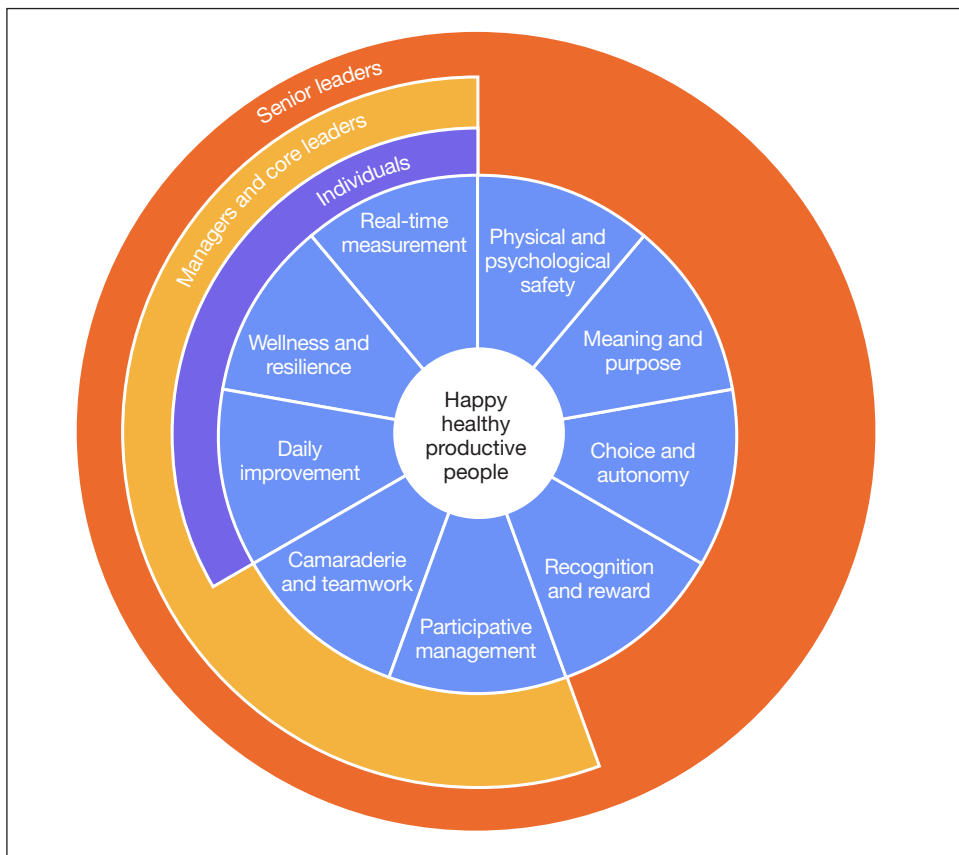 Senior leaders
Managers and core leaders
Individuals
Real-time
measurement
Physical and
psychological
safety
Meaning and
purpose
Choice and
autonomy
Recognition
and reward
Participative
management
Camaraderie
and teamwork
Daily
improvement
Wellness and
resilience
Happy
healthy
productive
people